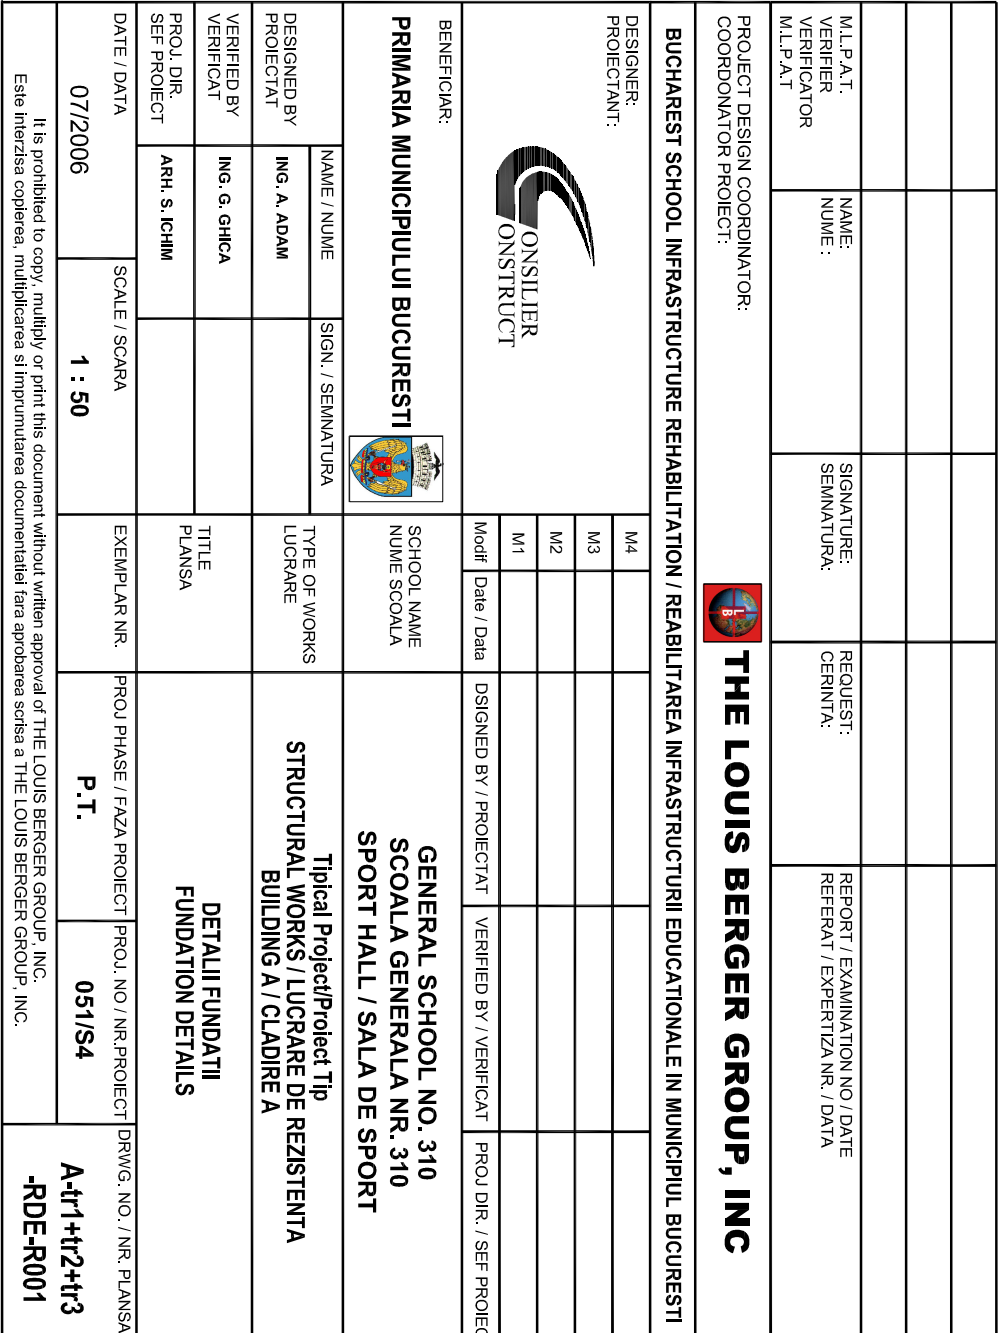 M.L.P.A.T.
VERIFIER
VERIFICATOR
M.L.P.A.T
NAME:
NUME :
SIGNATURE:
SEMNATURA:
REQUEST:
CERINTA:
REPORT / EXAMINATION NO / DATE
REFERAT / EXPERTIZA NR. / DATA
PROJECT DESIGN COORDINATOR:
COORDONATOR PROIECT:
LB
THE LOUIS BERGER GROUP, INC
BUCHAREST SCHOOL INFRASTRUCTURE REHABILITATION / REABILITAREA INFRASTRUCTURII EDUCATIONALE IN MUNICIPIUL BUCURESTI
DESIGNER:
PROIECTANT:
ONSILIER
ONSTRUCT
M4
M3
M2
M1
Modif
Date / Data
DSIGNED BY / PROIECTAT
VERIFIED BY / VERIFICAT
PROJ DIR. / SEF PROIEC
BENEFICIAR:
PRIMARIA MUNICIPIULUI BUCURESTI
SCHOOL NAME
NUME SCOALA
GENERAL SCHOOL NO. 310
SCOALA GENERALA NR. 310
SPORT HALL / SALA DE SPORT
NAME / NUME
SIGN. / SEMNATURA
DESIGNED BY
PROIECTAT
ING. A. ADAM
TYPE OF WORKS
LUCRARE
Tipical Project/Proiect Tip
STRUCTURAL WORKS / LUCRARE DE REZISTENTA
BUILDING A / CLADIRE A
VERIFIED BY
VERIFICAT
ING. G. GHICA
PROJ. DIR.
SEF PROIECT
ARH. S. ICHIM
TITLE
PLANSA
DETALII FUNDATII
FUNDATION DETAILS
DATE / DATA
07/2006
SCALE / SCARA
1 : 50
EXEMPLAR NR.
PROJ PHASE / FAZA PROIECT
P.T.
PROJ. NO / NR.PROIECT
051/S4
DRWG. NO. / NR. PLANSA
A-tr1+tr2+tr3
-RDE-R001
It is prohibited to copy, multiply or print this document without written approval of THE LOUIS BERGER GROUP, INC.
Este interzisa copierea, multiplicarea si imprumutarea documentatiei fara aprobarea scrisa a THE LOUIS BERGER GROUP, INC.